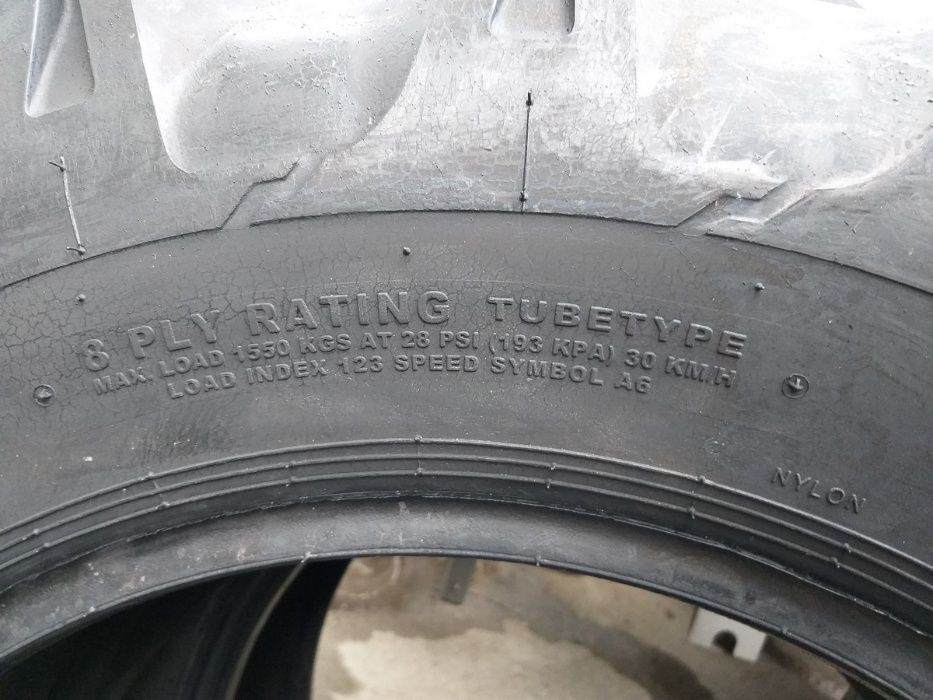 8 PLY RATING TUBETYPE
MAX. LOAD 1550 KGS AT 28 PSI (193 KPA) 30 KM/H
LOAD INDEX 123 SPEED SYMBOL A6
NYLON